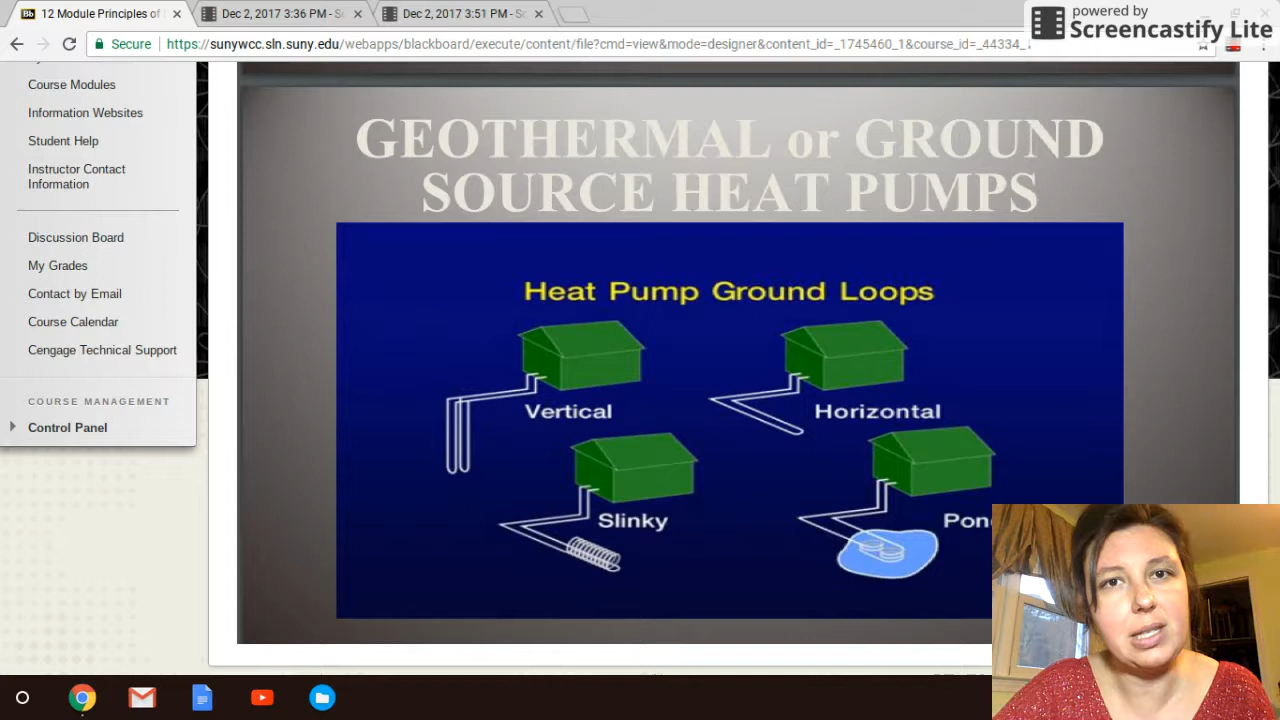 12 Module Principles of
Dec 2, 2017 3:36 PM - S
Dec 2, 2017 3:51 PM - S
powered by
Screencastify Lite
Secure
https://sunywcc.sln.suny.edu/webapps/blackboard/execute/content/file?cmd=view&mode=designer&content_id=_1745460_1&course_id=_44334_1
Course Modules
Information Websites
Student Help
Instructor Contact
Information
Discussion Board
My Grades
Contact by Email
Course Calendar
Cengage Technical Support
COURSE MANAGEMENT
Control Panel
GEOTHERMAL or GROUND
SOURCE HEAT PUMPS
Heat Pump Ground Loops
Vertical
Horizontal
Slinky
Pon